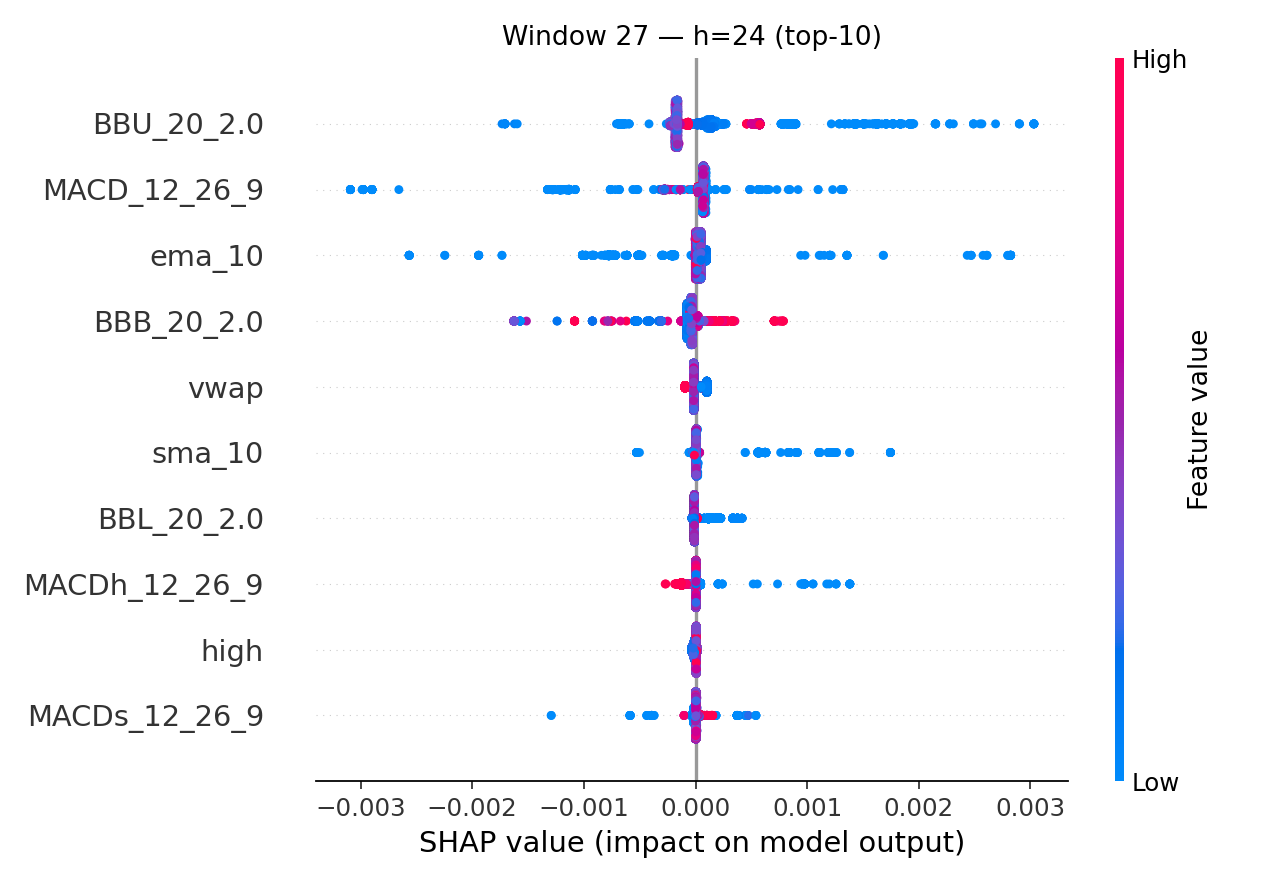 Window 27 — h=24 (top-10)
High
BBU_20_2.0
MACD_12_26_9
ema_10
BBB_20_2.0
vwap
sma_10
BBL_20_2.0
MACDh_12_26_9
high
MACDs_12_26_9
Feature value
Low
−0.003 −0.002 −0.001 0.000 0.001 0.002 0.003
SHAP value (impact on model output)